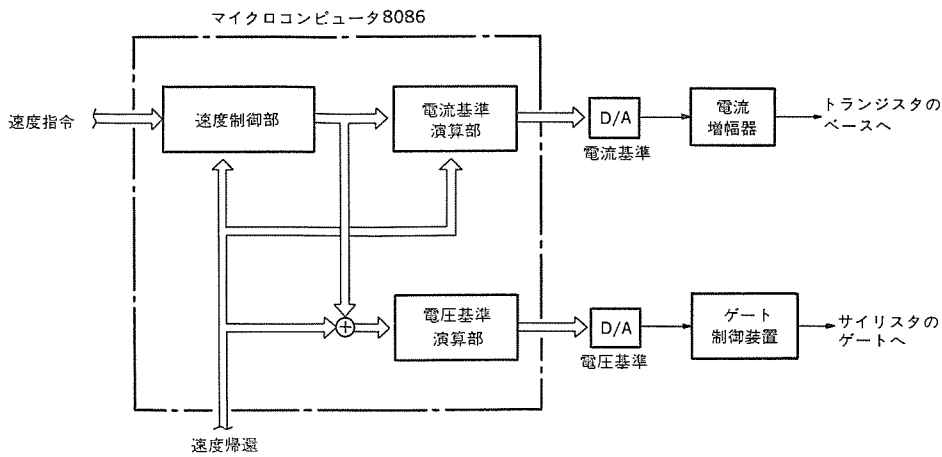 マイクロコンピュータ8086
速度指令
速度制御部
電流基準
演算部
D/A
電流基準
電流
増幅器
トランジスタの
ベースへ
電圧基準
演算部
D/A
電圧基準
ゲート
制御装置
サイリスタの
ゲートへ
速度帰還